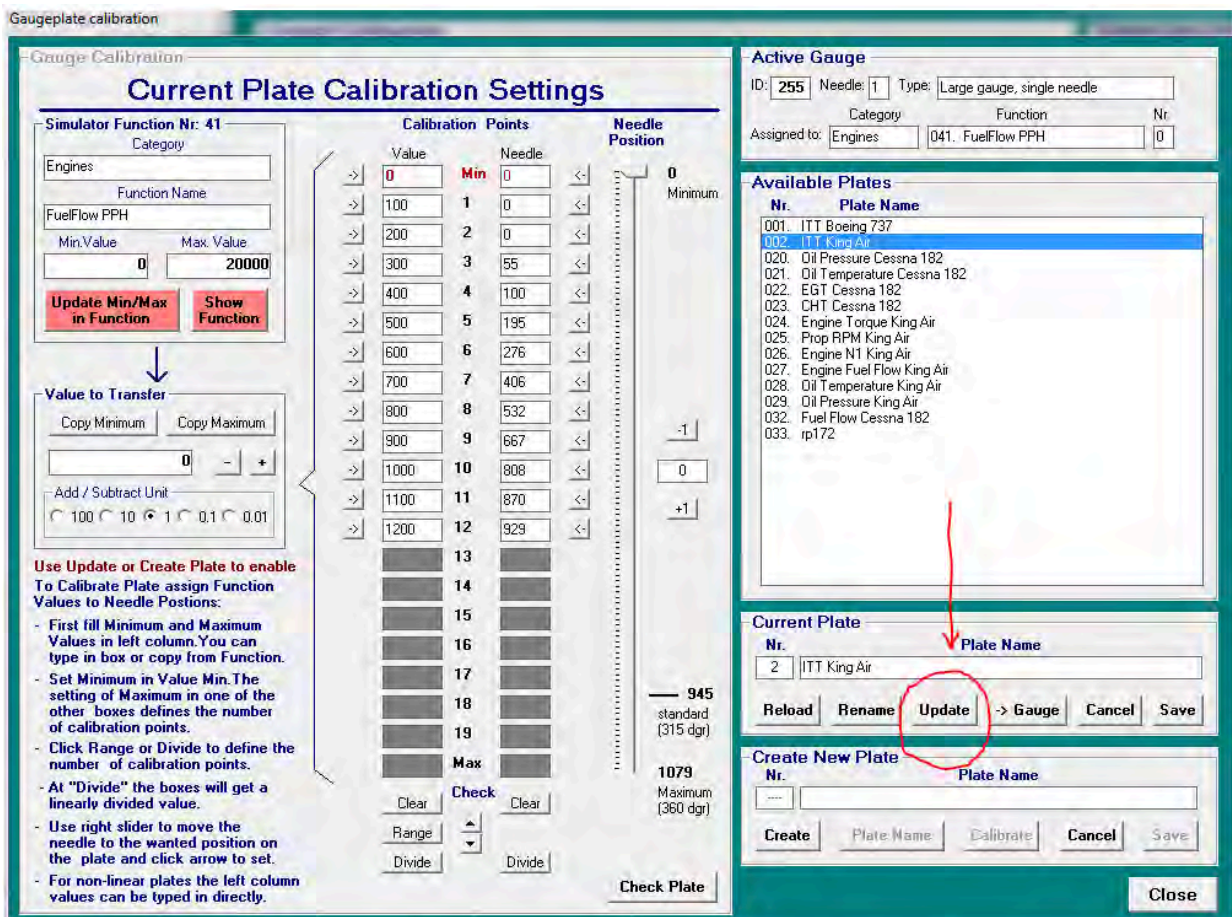 Gaugeplate calibration
Gauge Calibration
Current Plate Calibration Settings
Simulator Function Nr: 41
Category
Engines
Function Name
FuelFlow PPH
Min.Value Max. Value
0 20000
Update Min/Max in Function
Show Function
Value to Transfer
Copy Minimum Copy Maximum
0 - +
Add / Subtract Unit
100 10 1 0.1 0.01
Use Update or Create Plate to enable
To Calibrate Plate assign Function
Values to Needle Postions:
- First fill Minimum and Maximum
Values in left column.You can
type in box or copy from Function.
- Set Minimum in Value Min.The
setting of Maximum in one of the
other boxes defines the number
of calibration points.
- Click Range or Divide to define the
number of calibration points.
- At "Divide" the boxes will get a
linearly divided value.
- Use right slider to move the
needle to the wanted position on
the plate and click arrow to set.
- For non-linear plates the left column
values can be typed in directly.
Calibration Points
Value Needle
-> 0 Min 0 <-
-> 100 1 0 <-
-> 200 2 0 <-
-> 300 3 55 <-
-> 400 4 100 <-
-> 500 5 195 <-
-> 600 6 276 <-
-> 700 7 406 <-
-> 800 8 532 <-
-> 900 9 667 <-
-> 1000 10 808 <-
-> 1100 11 870 <-
-> 1200 12 929 <-
13
14
15
16
17
18
19
Max
Clear Check Clear
Range
Divide Divide
Needle
Position
0
Minimum
-1
0
+1
945
standard
(315 dgr)
1079
Maximum
(360 dgr)
Check Plate
Active Gauge
ID: 255 Needle: 1 Type: Large gauge, single needle
Category Function Nr
Assigned to: Engines 041. FuelFlow PPH 0
Available Plates
Nr. Plate Name
001. ITT Boeing 737
002. ITT King Air
020. Oil Pressure Cessna 182
021. Oil Temperature Cessna 182
022. EGT Cessna 182
023. CHT Cessna 182
024. Engine Torque King Air
025. Prop RPM King Air
026. Engine N1 King Air
027. Engine Fuel Flow King Air
028. Oil Temperature King Air
029. Oil Pressure King Air
032. Fuel Flow Cessna 182
033. rp172
Current Plate
Nr. Plate Name
2 ITT King Air
Reload Rename Update -> Gauge Cancel Save
Create New Plate
Nr. Plate Name
----
Create Plate Name Calibrate Cancel Save
Close